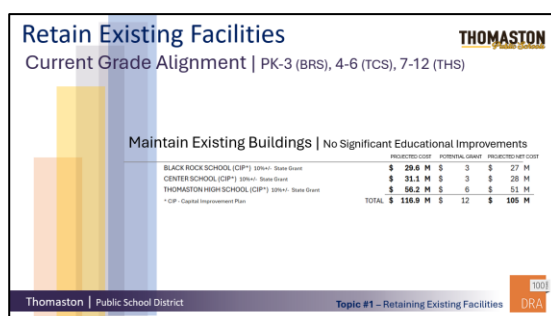 Retain Existing Facilities
THOMASTON
Public Schools
Current Grade Alignment | PK-3 (BRS), 4-6 (TCS), 7-12 (THS)
Maintain Existing Buildings | No Significant Educational Improvements
PROJECTED COST POTENTIAL GRANT PROJECTED NET COST
BLACK ROCK SCHOOL (CIP*) 10%+/- State Grant $ 29.6 M $ 3 $ 27 M
CENTER SCHOOL (CIP*) 10%+/- State Grant $ 31.1 M $ 3 $ 28 M
THOMASTON HIGH SCHOOL (CIP*) 10%+/- State Grant $ 56.2 M $ 6 $ 51 M
* CIP - Capital Improvement Plan TOTAL $ 116.9 M $ 12 $ 105 M
100
Thomaston | Public School District
Topic #1 – Retaining Existing Facilities
DRA